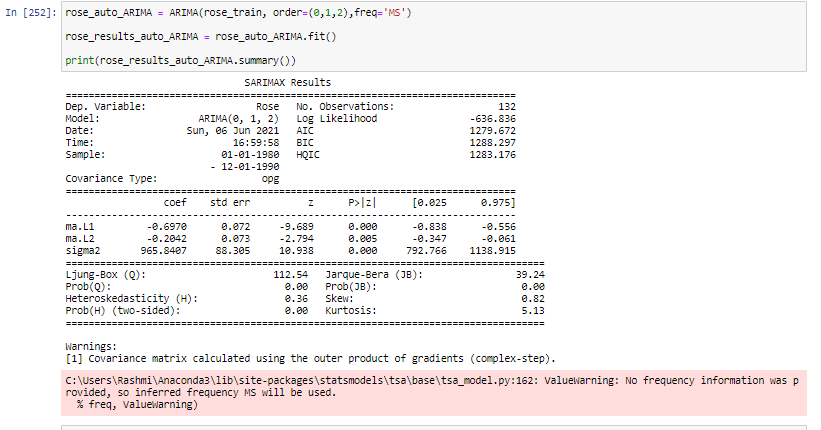 In [252]: rose_auto_ARIMA = ARIMA(rose_train, order=(0,1,2),freq='MS')
rose_results_auto_ARIMA = rose_auto_ARIMA.fit()
print(rose_results_auto_ARIMA.summary())
SARIMAX Results
==============================================================================
Dep. Variable: Rose No. Observations: 132
Model: ARIMA(0, 1, 2) Log Likelihood -636.836
Date: Sun, 06 Jun 2021 AIC 1279.672
Time: 16:59:58 BIC 1288.297
Sample: 01-01-1980 HQIC 1283.176
- 12-01-1990
Covariance Type: opg
==============================================================================
coef std err z P>|z| [0.025 0.975]
------------------------------------------------------------------------------
ma.L1 -0.6970 0.072 -9.689 0.000 -0.838 -0.556
ma.L2 -0.2042 0.073 -2.794 0.005 -0.347 -0.061
sigma2 965.8407 88.305 10.938 0.000 792.766 1138.915
===================================================================================
Ljung-Box (Q): 112.54 Jarque-Bera (JB): 39.24
Prob(Q): 0.00 Prob(JB): 0.00
Heteroskedasticity (H): 0.36 Skew: 0.82
Prob(H) (two-sided): 0.00 Kurtosis: 5.13
===================================================================================
Warnings:
[1] Covariance matrix calculated using the outer product of gradients (complex-step).
C:\Users\Rashmi\Anaconda3\lib\site-packages\statsmodels\tsa\base\tsa_model.py:162: ValueWarning: No frequency information was p
rovided, so inferred frequency MS will be used.
% freq, ValueWarning)